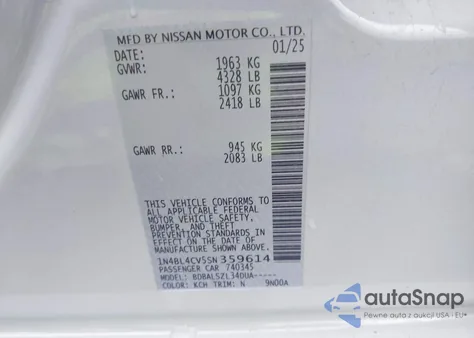 MFD BY NISSAN MOTOR CO., LTD.
DATE: 01/25
GVWR: 1963 KG
4328 LB
GAWR FR.: 1097 KG
2418 LB
GAWR RR.: 945 KG
2083 LB
THIS VEHICLE CONFORMS TO
ALL APPLICABLE FEDERAL
MOTOR VEHICLE SAFETY,
BUMPER, AND THEFT
PREVENTION STANDARDS
IN EFFECT ON THE DATE OF
MANUFACTURE SHOWN ABOVE.
1N4BL4CV5SN359614
PASSENGER CAR 740345
MODEL: BDBALSZL340UA-----
COLOR: KCH TRIM: N 9N00A
autoSnap
Pewne auta z aukcji USA - EU